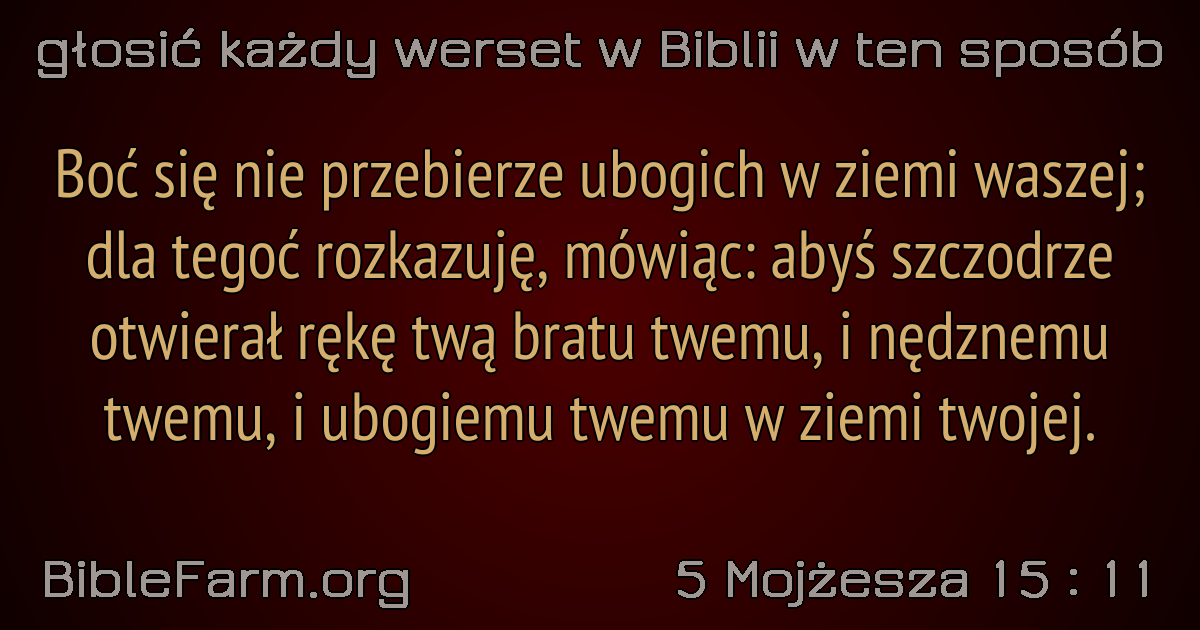 głosić każdy werset w Biblii w ten sposób
Boć się nie przebierze ubogich w ziemi waszej;
dla tegoć rozkazuję, mówiąc: abyś szczodrze
otwierał rękę twą bratu twemu, i nędznemu
twemu, i ubogiemu twemu w ziemi twojej.
BibleFarm.org
5 Mojżesza 15 : 11